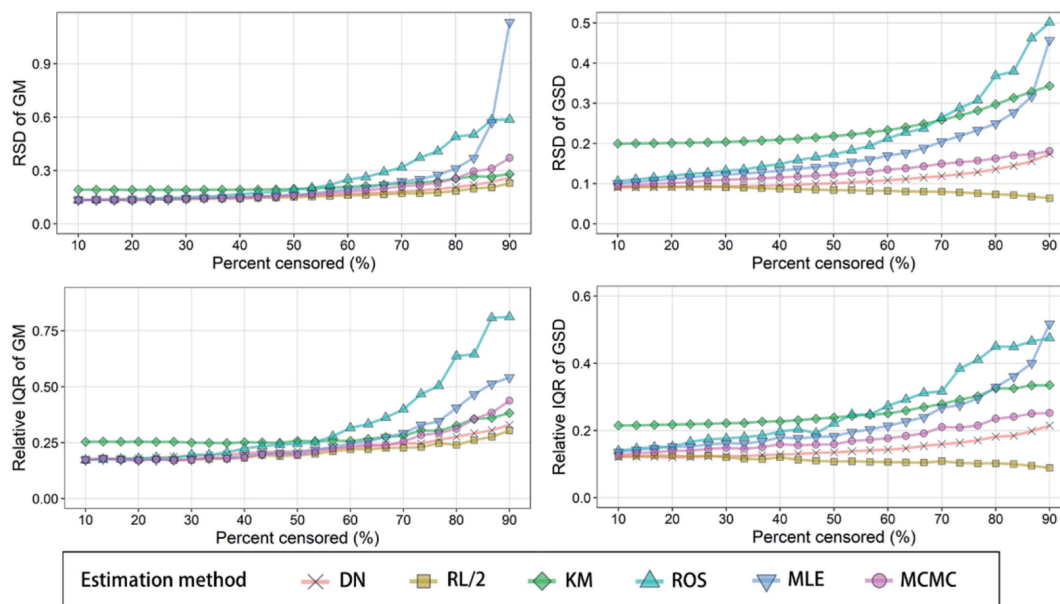 RSD of GM
0.9
0.6
0.3
0.0
10 20 30 40 50 60 70 80 90
Percent censored (%)
RSD of GSD
0.5
0.4
0.3
0.2
0.1
0.0
10 20 30 40 50 60 70 80 90
Percent censored (%)
Relative IQR of GM
0.75
0.50
0.25
0.00
10 20 30 40 50 60 70 80 90
Percent censored (%)
Relative IQR of GSD
0.6
0.4
0.2
0.0
10 20 30 40 50 60 70 80 90
Percent censored (%)
Estimation method DN RL/2 KM ROS MLE MCMC